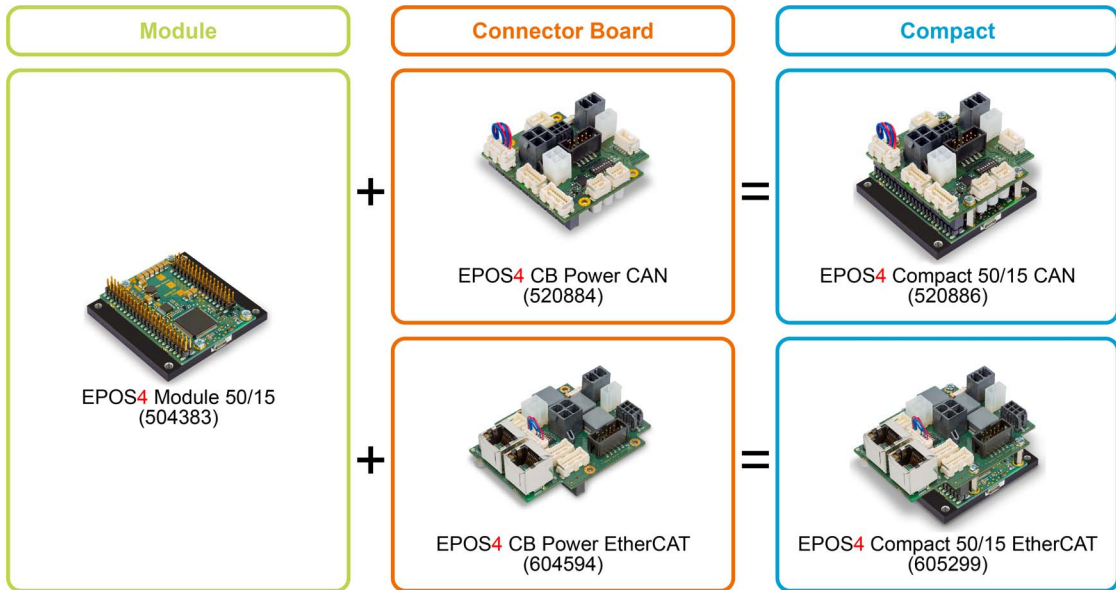 Module
Connector Board
Compact
EPOS4 Module 50/15
(504383)
+
EPOS4 CB Power CAN
(520884)
=
EPOS4 Compact 50/15 CAN
(520886)
+
EPOS4 CB Power EtherCAT
(604594)
=
EPOS4 Compact 50/15 EtherCAT
(605299)